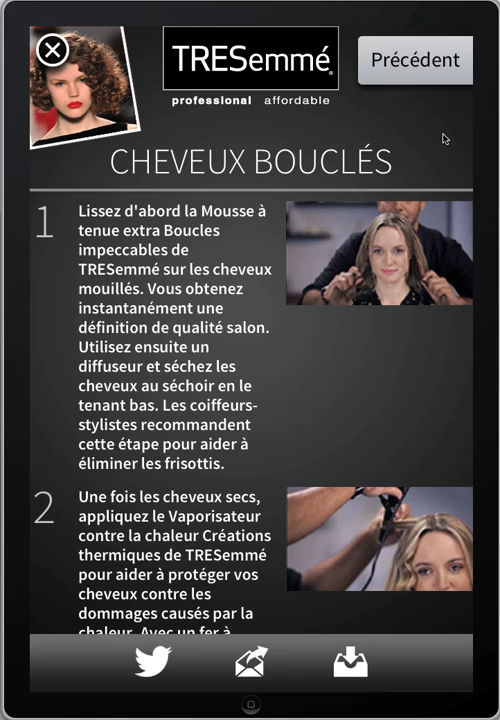 TRESemmé
professional affordable
Précédent
CHEVEUX BOUCLÉS
1
Lissez d'abord la Mousse à
tenue extra Boucles
impeccables de
TRESemmé sur les cheveux
mouillés. Vous obtenez
instantanément une
définition de qualité salon.
Utilisez ensuite un
diffuseur et séchez les
cheveux au séchoir en le
tenant bas. Les coiffeurs-
stylistes recommandent
cette étape pour aider à
éliminer les frisottis.
2
Une fois les cheveux secs,
appliquez le Vaporisateur
contre la chaleur Créations
thermiques de TRESemmé
pour aider à protéger vos
cheveux contre les
dommages causés par la
chaleur. Avec un fer à